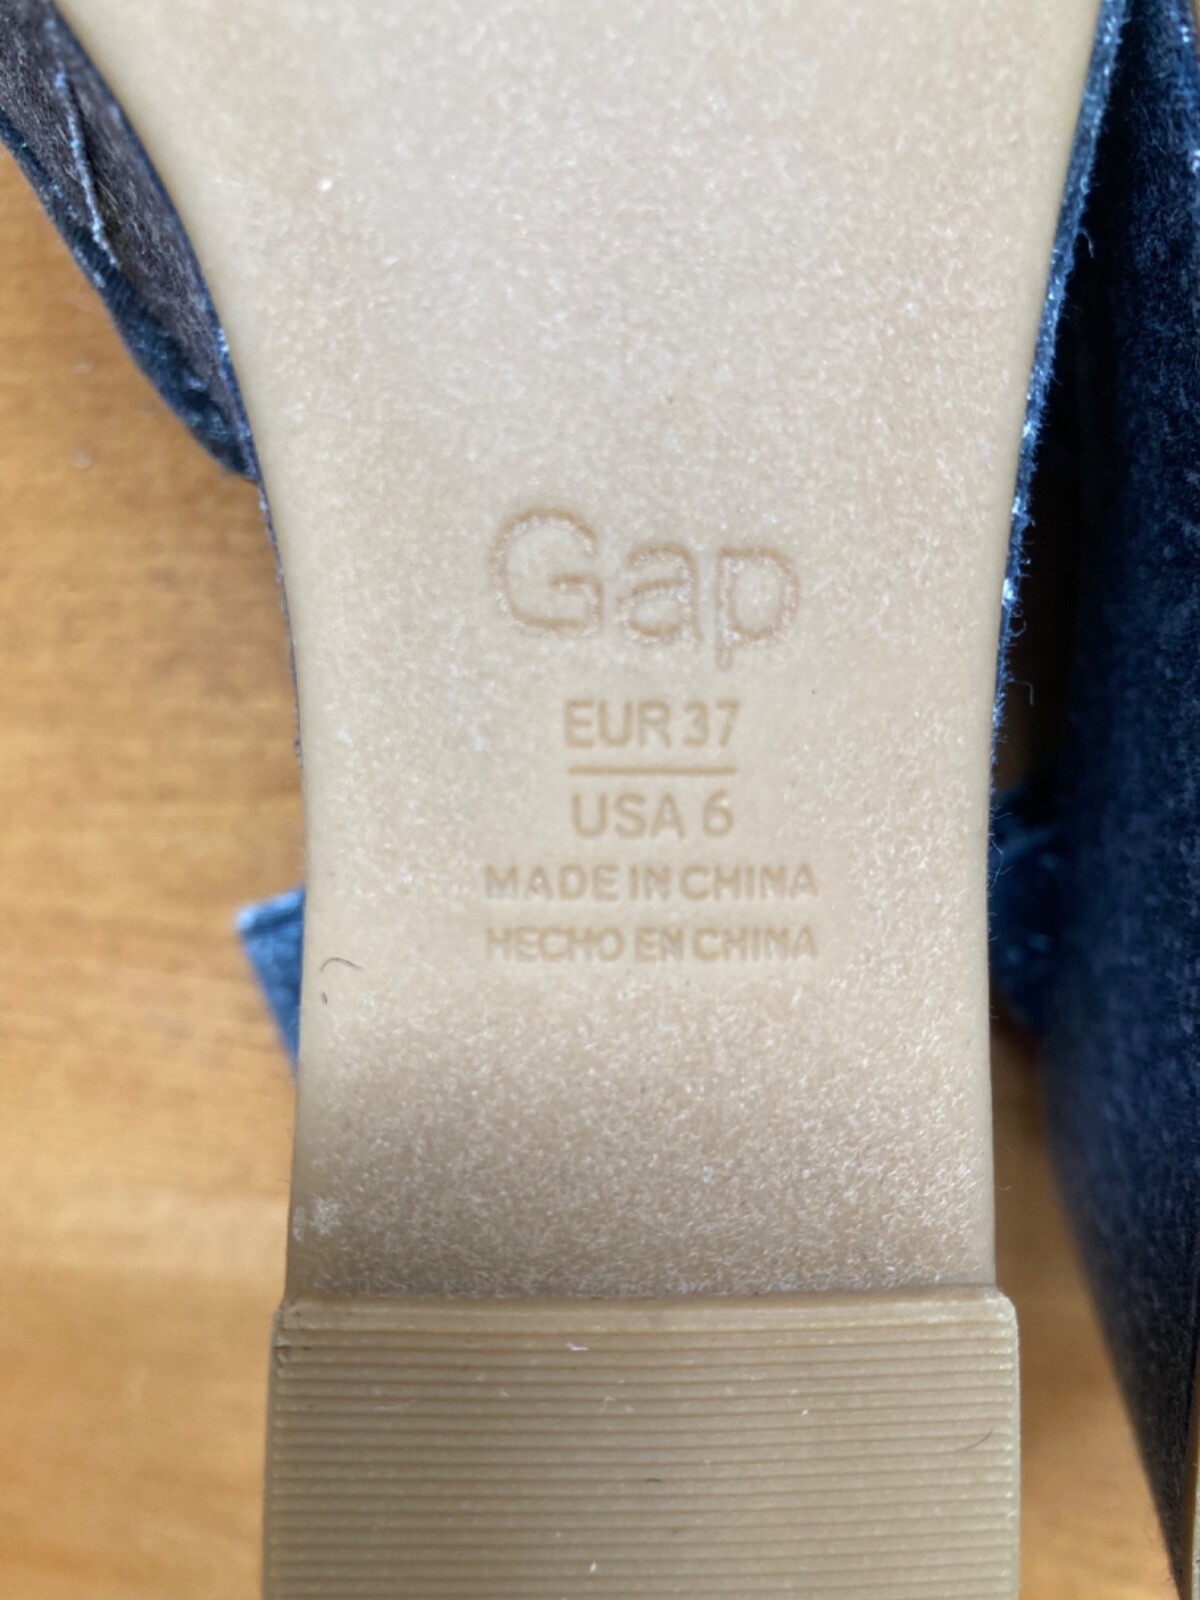 Gap
EUR 37
USA 6
MADE IN CHINA
HECHO EN CHINA